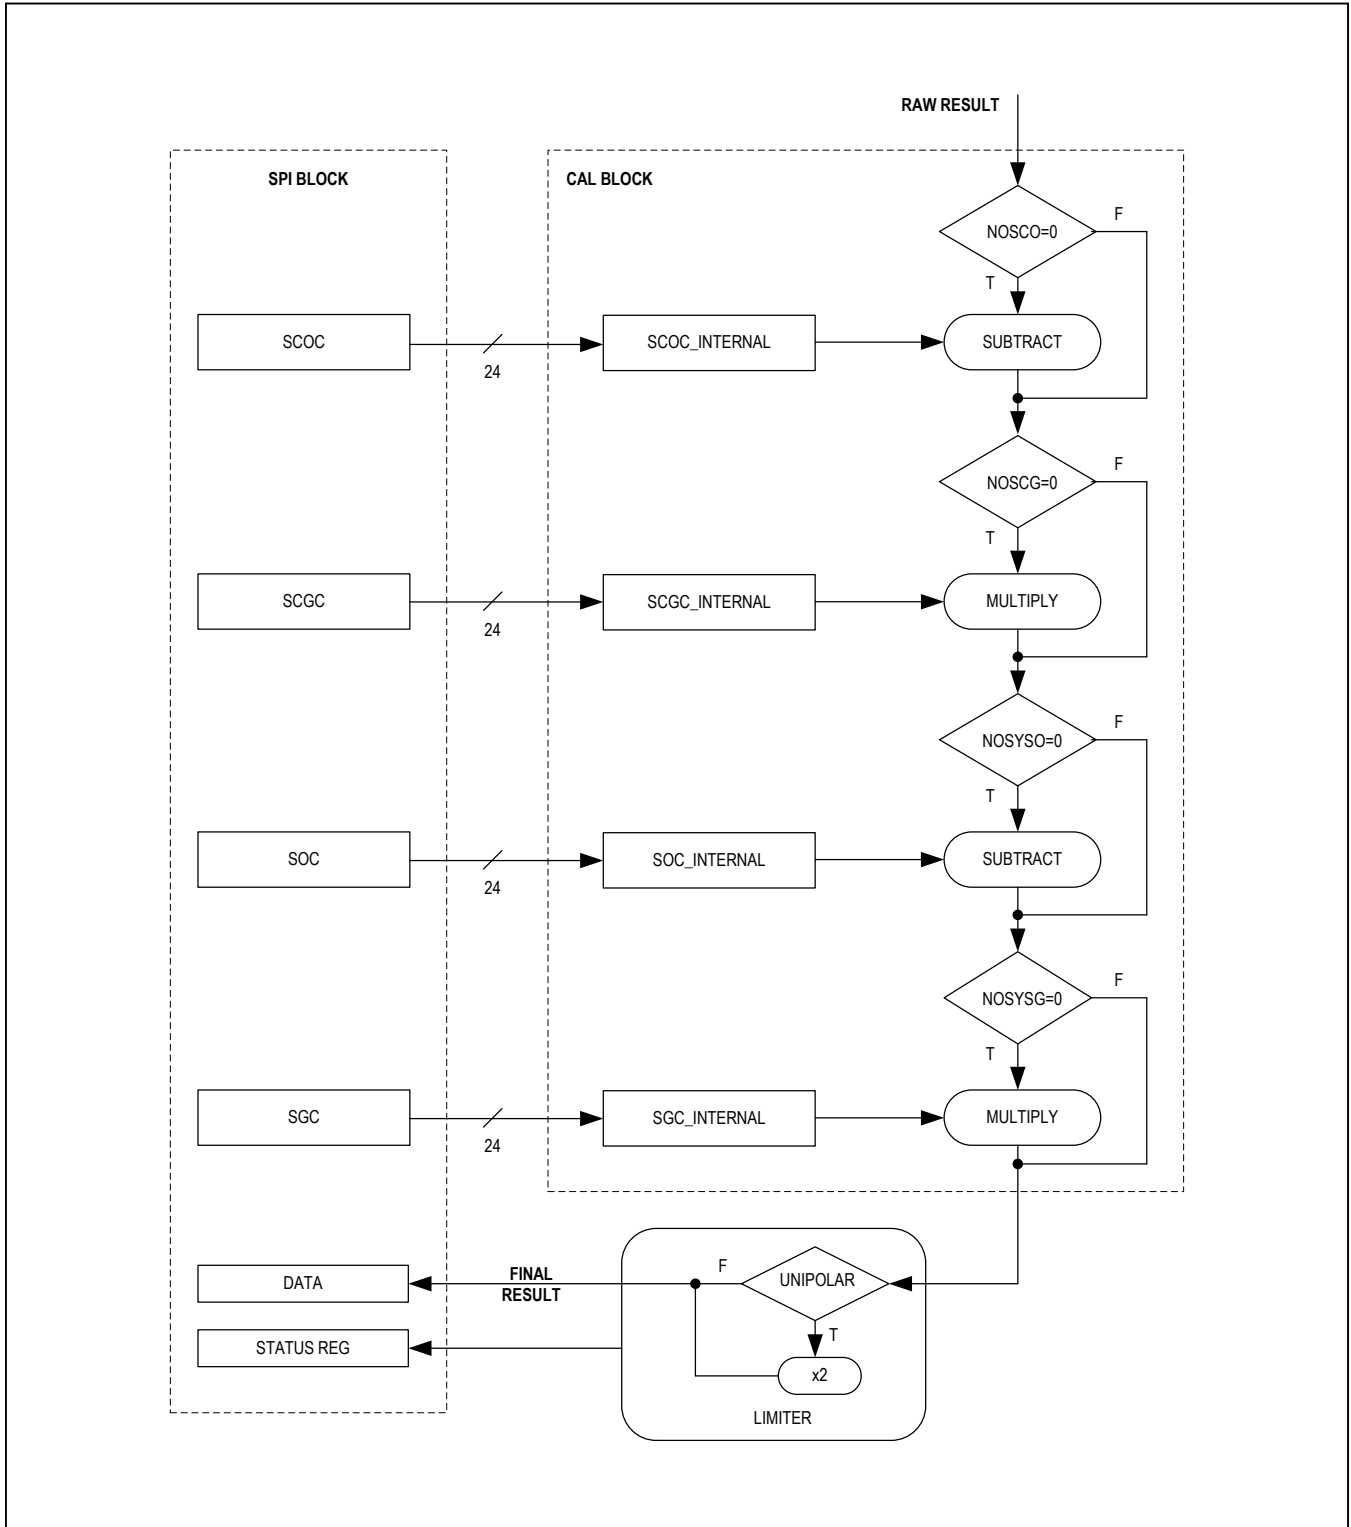 RAW RESULT
SPI BLOCK
CAL BLOCK
NOSCO=0
F
T
SCOC
24
SCOC_INTERNAL
SUBTRACT
NOSCG=0
F
T
SCGC
24
SCGC_INTERNAL
MULTIPLY
NOSYSO=0
F
T
SOC
24
SOC_INTERNAL
SUBTRACT
NOSYSG=0
F
T
SGC
24
SGC_INTERNAL
MULTIPLY
DATA
FINAL
RESULT
F
UNIPOLAR
T
STATUS REG
x2
LIMITER